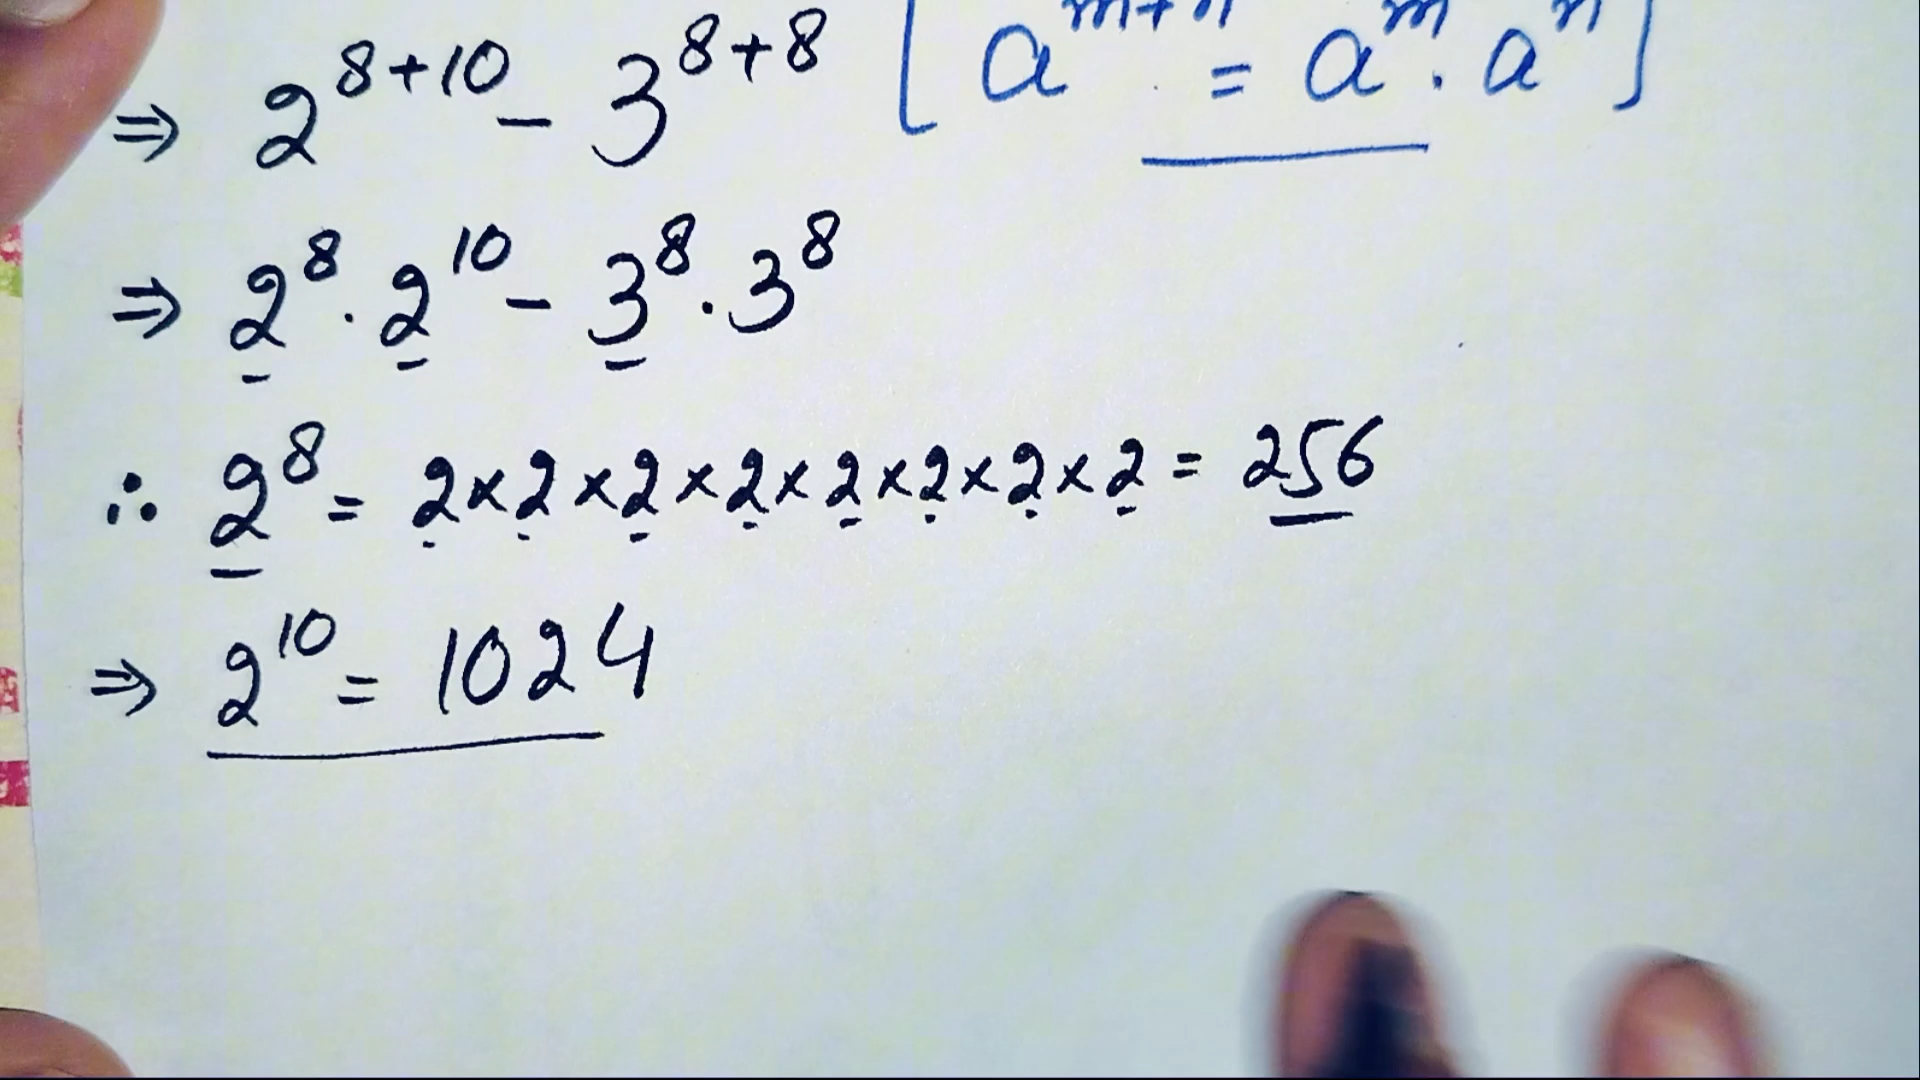 ⇒ 2^{8+10} - 3^{8+8} [a^{m+n} = a^m . a^n]
⇒ 2^8 . 2^{10} - 3^8 . 3^8
∴ 2^8 = 2×2×2×2×2×2×2×2 = 256
⇒ 2^{10} = 1024